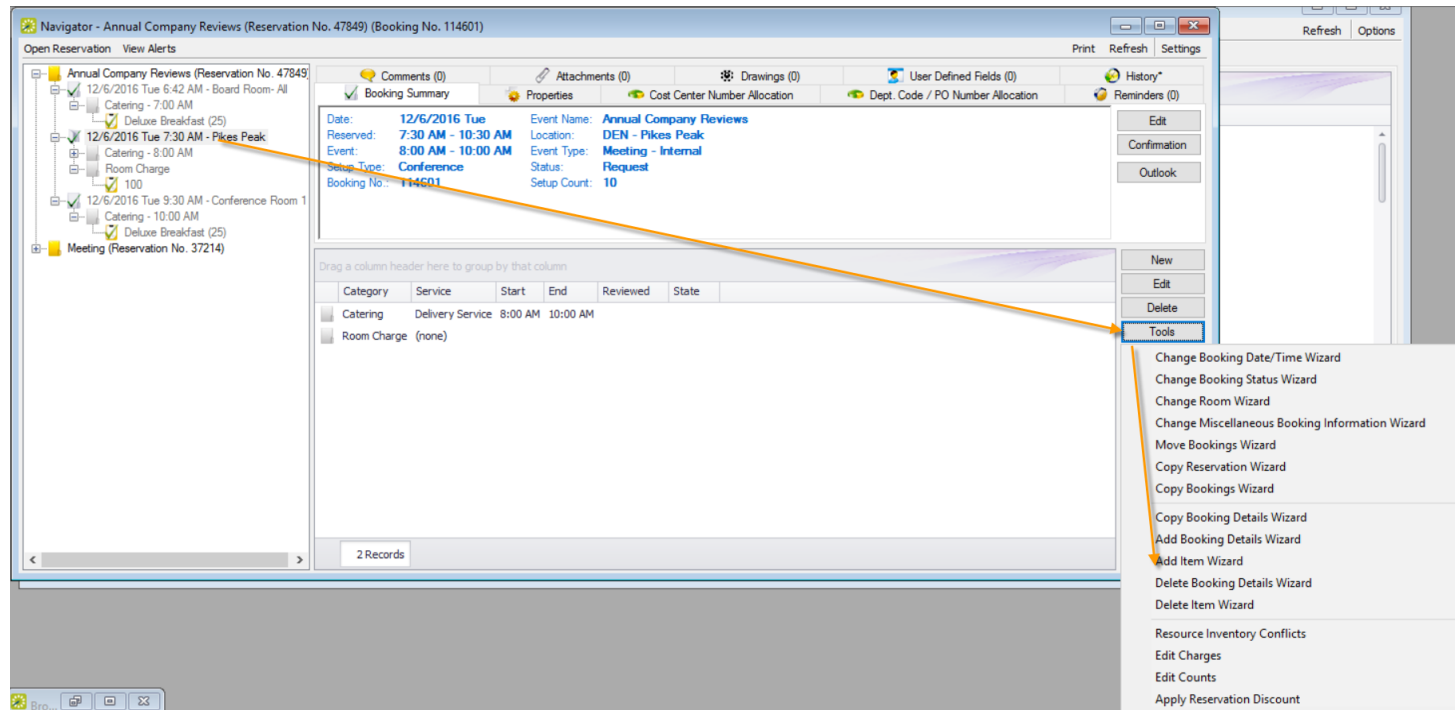 Navigator - Annual Company Reviews (Reservation No. 47849) (Booking No. 114601)
Refresh Options
Open Reservation View Alerts
Print Refresh Settings
Annual Company Reviews (Reservation No. 47849)
12/6/2016 Tue 6:42 AM - Board Room- All
Catering - 7:00 AM
Deluxe Breakfast (25)
12/6/2016 Tue 7:30 AM - Pikes Peak
Catering - 8:00 AM
Room Charge
100
12/6/2016 Tue 9:30 AM - Conference Room 1
Catering - 10:00 AM
Deluxe Breakfast (25)
Meeting (Reservation No. 37214)
Comments (0) Attachments (0) Drawings (0) User Defined Fields (0) History*
Booking Summary Properties Cost Center Number Allocation Dept. Code / PO Number Allocation Reminders (0)
Date: 12/6/2016 Tue Event Name: Annual Company Reviews
Reserved: 7:30 AM - 10:30 AM Location: DEN - Pikes Peak
Event: 8:00 AM - 10:00 AM Event Type: Meeting - Internal
Setup Type: Conference Status: Request
Booking No.: 114601 Setup Count: 10
Edit
Confirmation
Outlook
Drag a column header here to group by that column
Category Service Start End Reviewed State
Catering Delivery Service 8:00 AM 10:00 AM
Room Charge (none)
2 Records
New
Edit
Delete
Tools
Change Booking Date/Time Wizard
Change Booking Status Wizard
Change Room Wizard
Change Miscellaneous Booking Information Wizard
Move Bookings Wizard
Copy Reservation Wizard
Copy Bookings Wizard
Copy Booking Details Wizard
Add Booking Details Wizard
Add Item Wizard
Delete Booking Details Wizard
Delete Item Wizard
Resource Inventory Conflicts
Edit Charges
Edit Counts
Apply Reservation Discount
Bro...